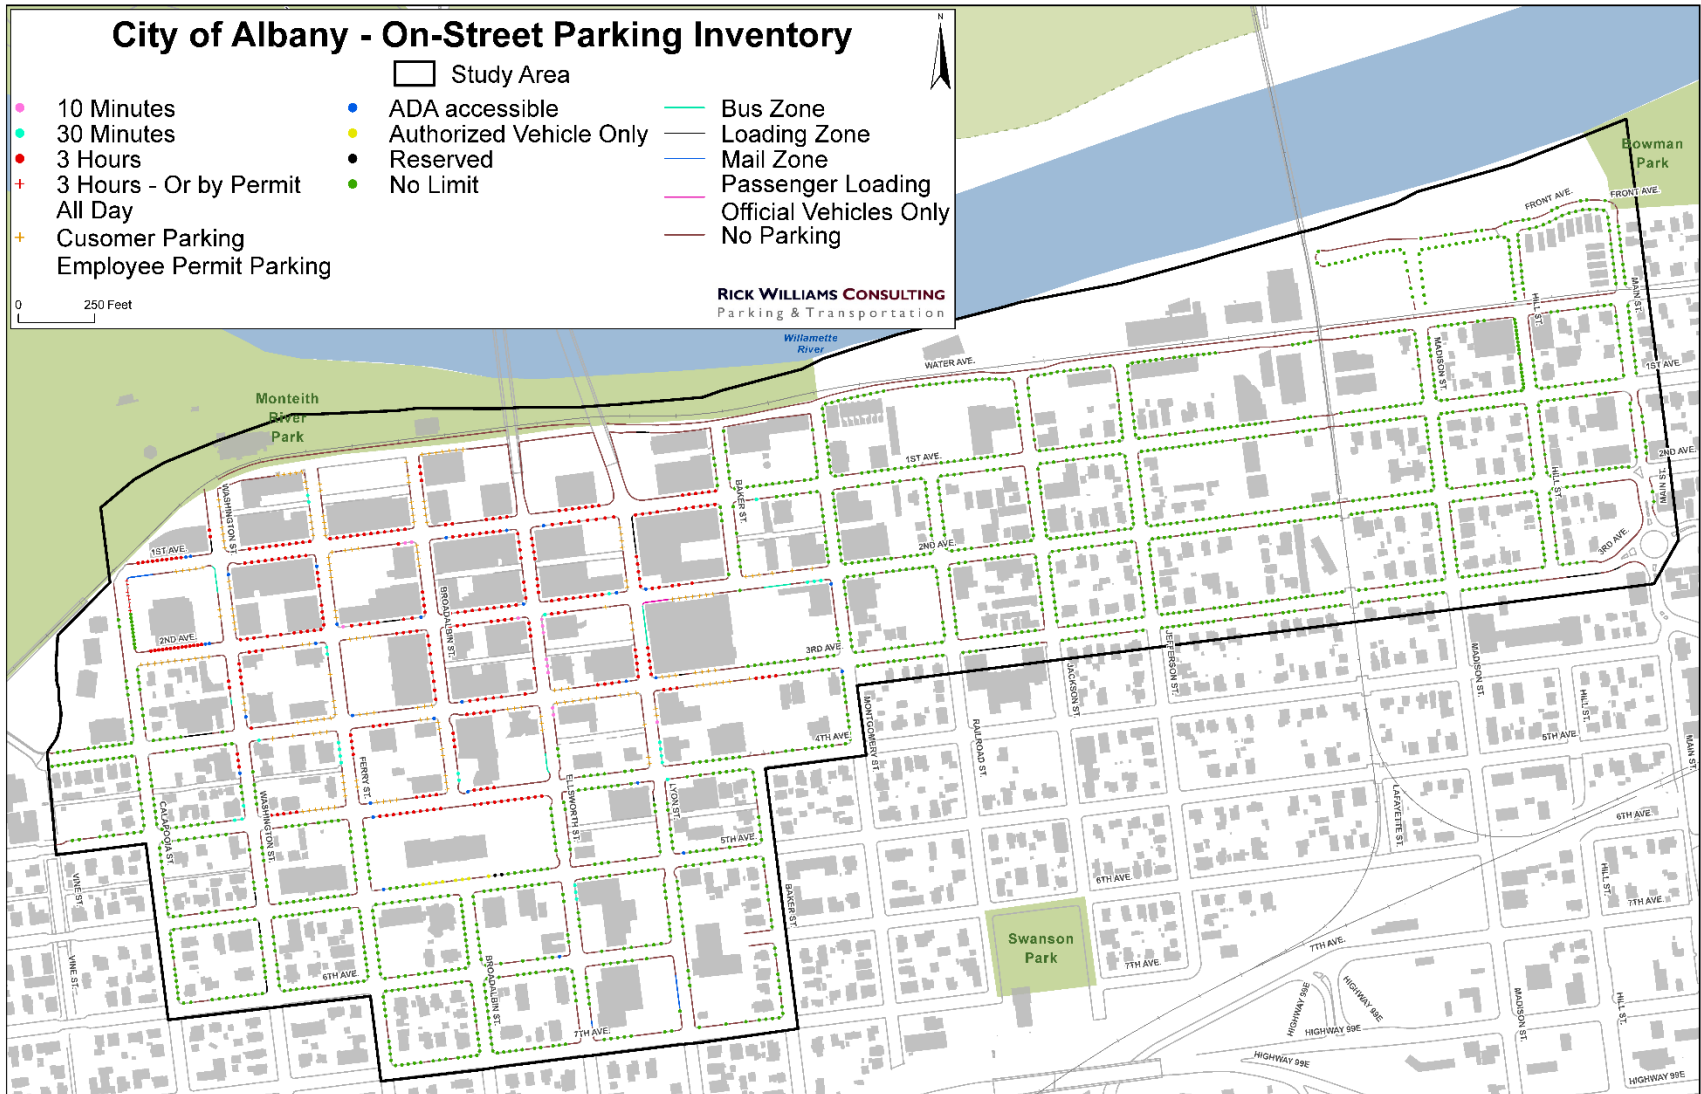 City of Albany - On-Street Parking Inventory
N
Study Area
10 Minutes
30 Minutes
3 Hours
3 Hours - Or by Permit
All Day
Cusomer Parking
Employee Permit Parking
ADA accessible
Authorized Vehicle Only
Reserved
No Limit
Bus Zone
Loading Zone
Mail Zone
Passenger Loading
Official Vehicles Only
No Parking
0 250 Feet
RICK WILLIAMS CONSULTING
Parking & Transportation
Bowman
Park
FRONT AVE.
FRONT AVE.
MAIN ST.
HILL ST.
Willamette
River
WATER AVE.
MADISON ST.
1ST AVE.
Monteith
River
Park
1ST AVE.
2ND AVE.
WASHINGTON ST.
BAKER ST.
HILL ST.
MAIN ST.
1ST AVE.
2ND AVE.
3RD AVE.
BROADALBIN ST.
2ND AVE.
3RD AVE.
JEFFERSON ST.
MADISON ST.
JACKSON ST.
MONTGOMERY ST.
HILL ST.
RAILROAD ST.
4TH AVE.
5TH AVE.
MAIN ST.
FERRY ST.
ELLSWORTH ST.
LYON ST.
CALAPOOIA ST.
WASHINGTON ST.
LAFAYETTE ST.
6TH AVE.
5TH AVE.
VINE ST.
BAKER ST.
6TH AVE.
HILL ST.
7TH AVE.
Swanson
Park
7TH AVE.
7TH AVE.
VINE ST.
6TH AVE.
BROADALBIN ST.
HIGHWAY 99E
HIGHWAY 99E
MADISON ST.
HILL ST.
7TH AVE.
HIGHWAY 99E
HIGHWAY 99E
HIGHWAY 99E